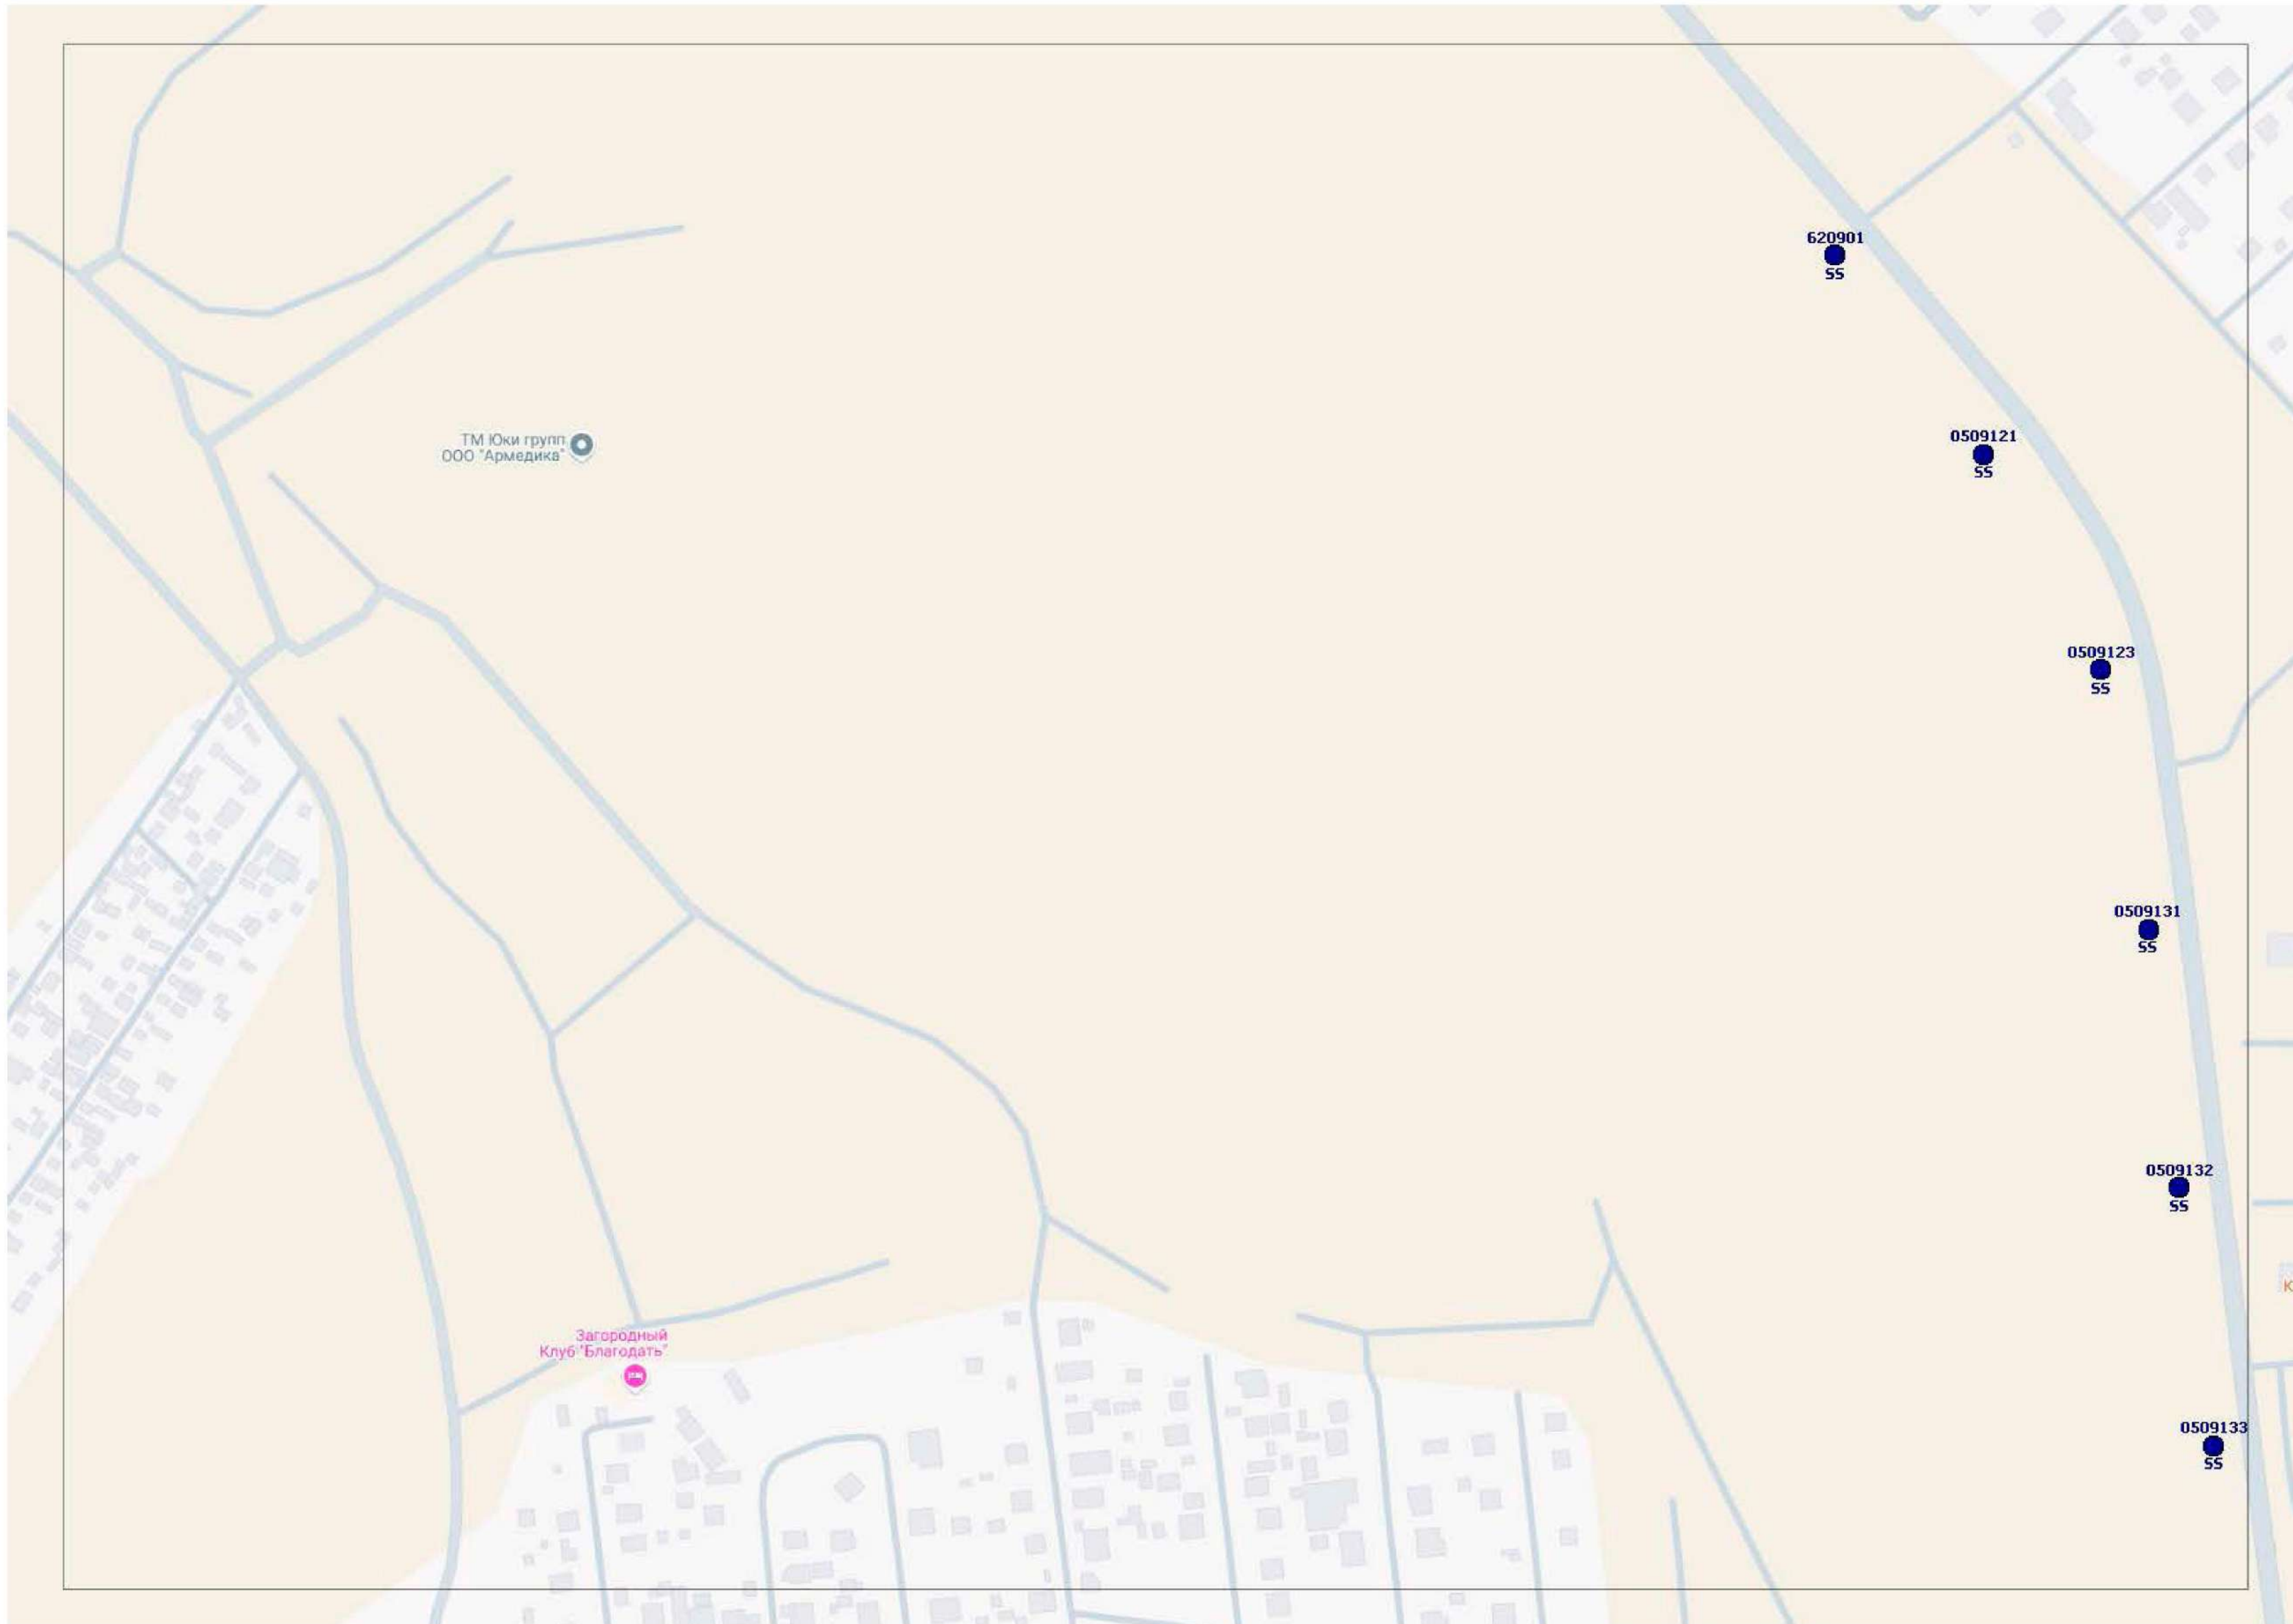 620901
SS
0509121
SS
ТМ Юки групп
ООО "Армедика"
0509123
SS
0509131
SS
0509132
SS
К
Загородный
Клуб "Благодать"
0509133
SS